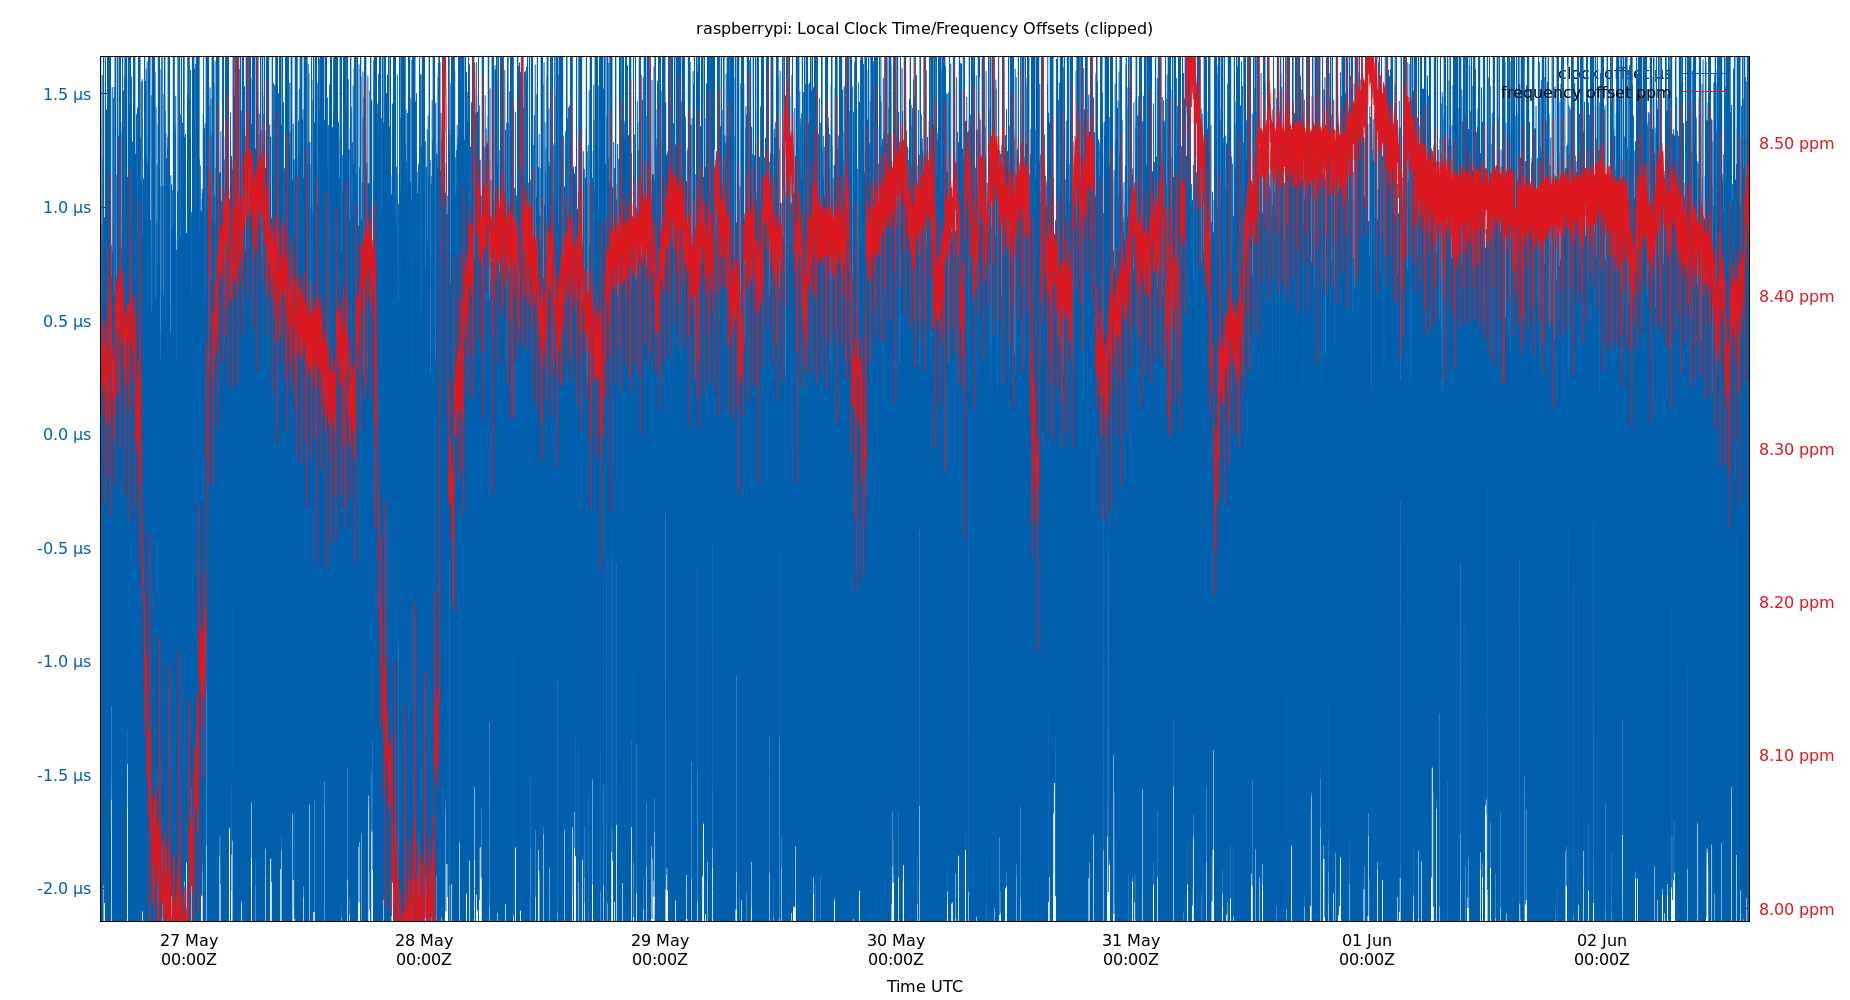 raspberrypi: Local Clock Time/Frequency Offsets (clipped)
clock offset µs
frequency offset ppm
1.5 µs
1.0 µs
0.5 µs
0.0 µs
-0.5 µs
-1.0 µs
-1.5 µs
-2.0 µs
8.50 ppm
8.40 ppm
8.30 ppm
8.20 ppm
8.10 ppm
8.00 ppm
27 May
00:00Z
28 May
00:00Z
29 May
00:00Z
30 May
00:00Z
31 May
00:00Z
01 Jun
00:00Z
02 Jun
00:00Z
Time UTC